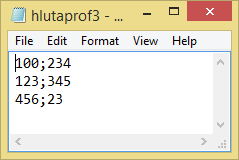 hlutaprof3 - ...
File Edit Format View Help
100;234
123;345
456;23